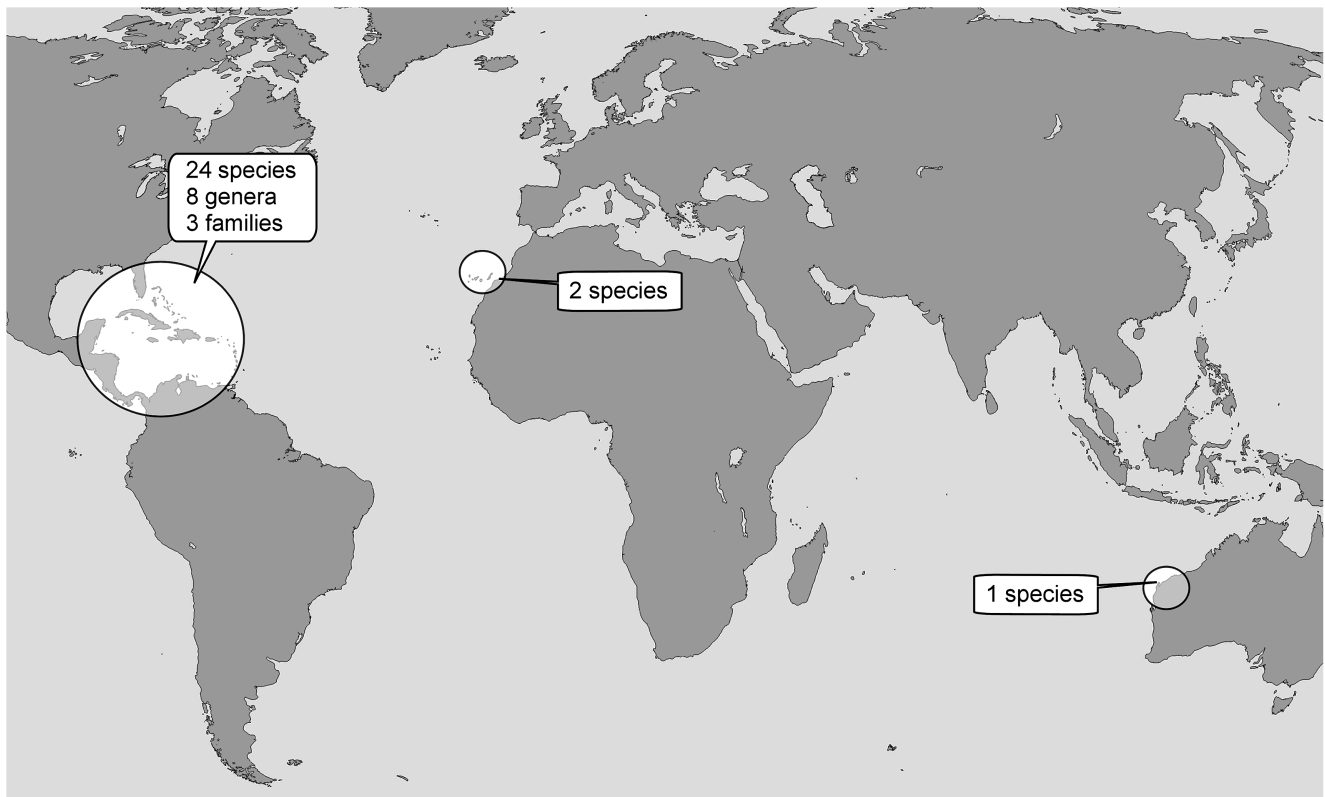 24 species
8 genera
3 families
2 species
1 species